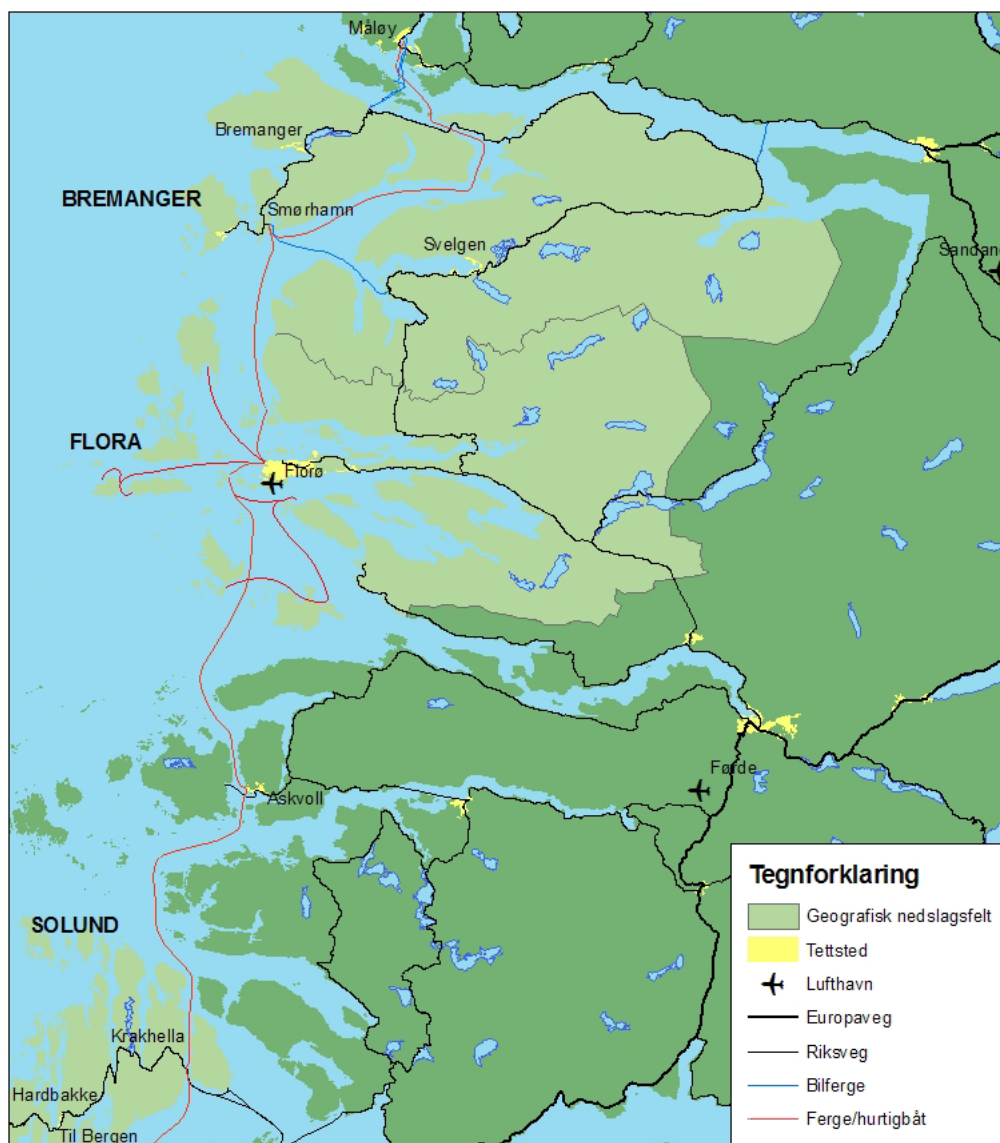 Måløy
Bremanger
BREMANGER
Smørhamn
Svelgen
FLORA
Florø
Førde
Askvoll
SOLUND
Krakhella
Hardbakke
Til Bergen
Tegnforklaring
Geografisk nedslagsfelt
Tettsted
Lufthavn
Europaveg
Riksveg
Bilferge
Ferge/hurtigbåt